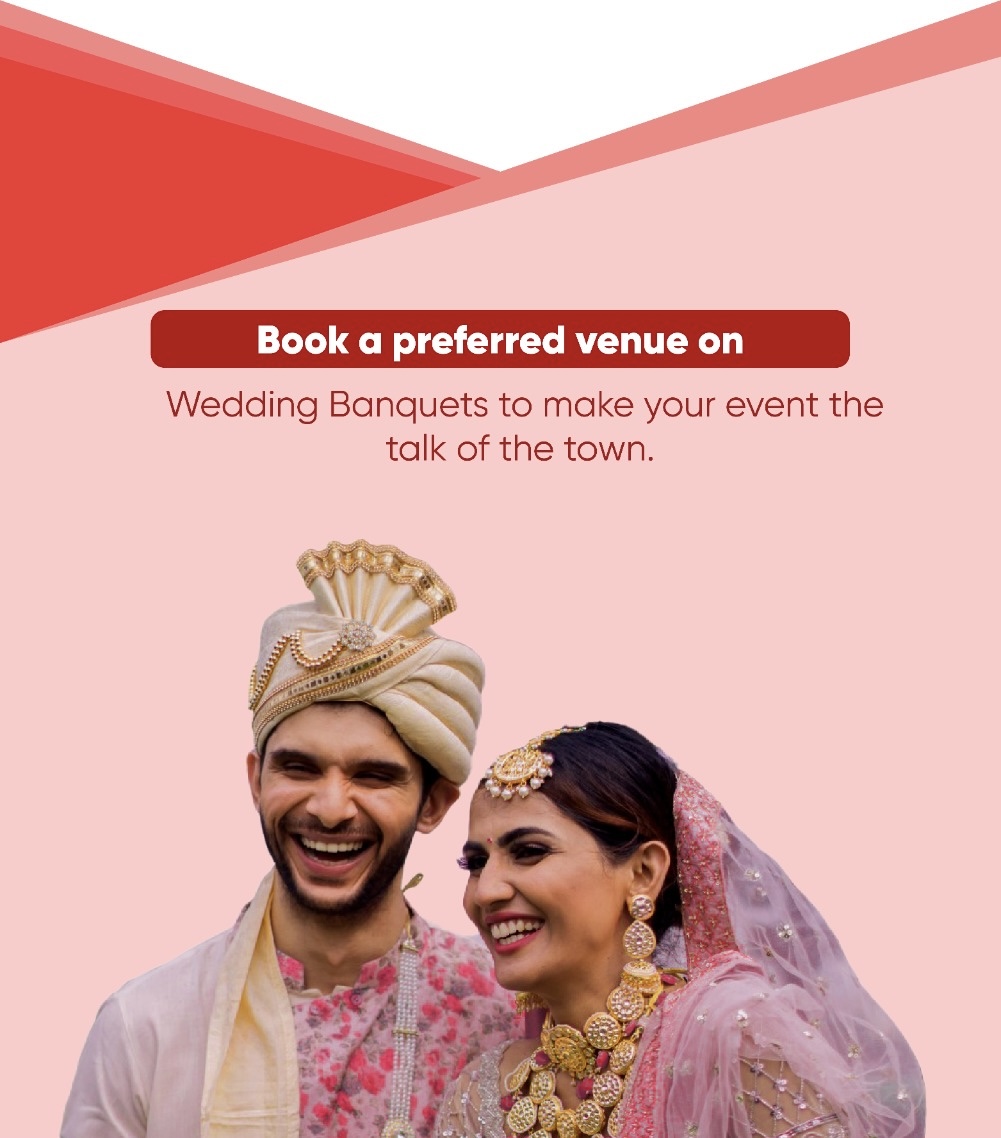 Book a preferred venue on
Wedding Banquets to make your event the
talk of the town.